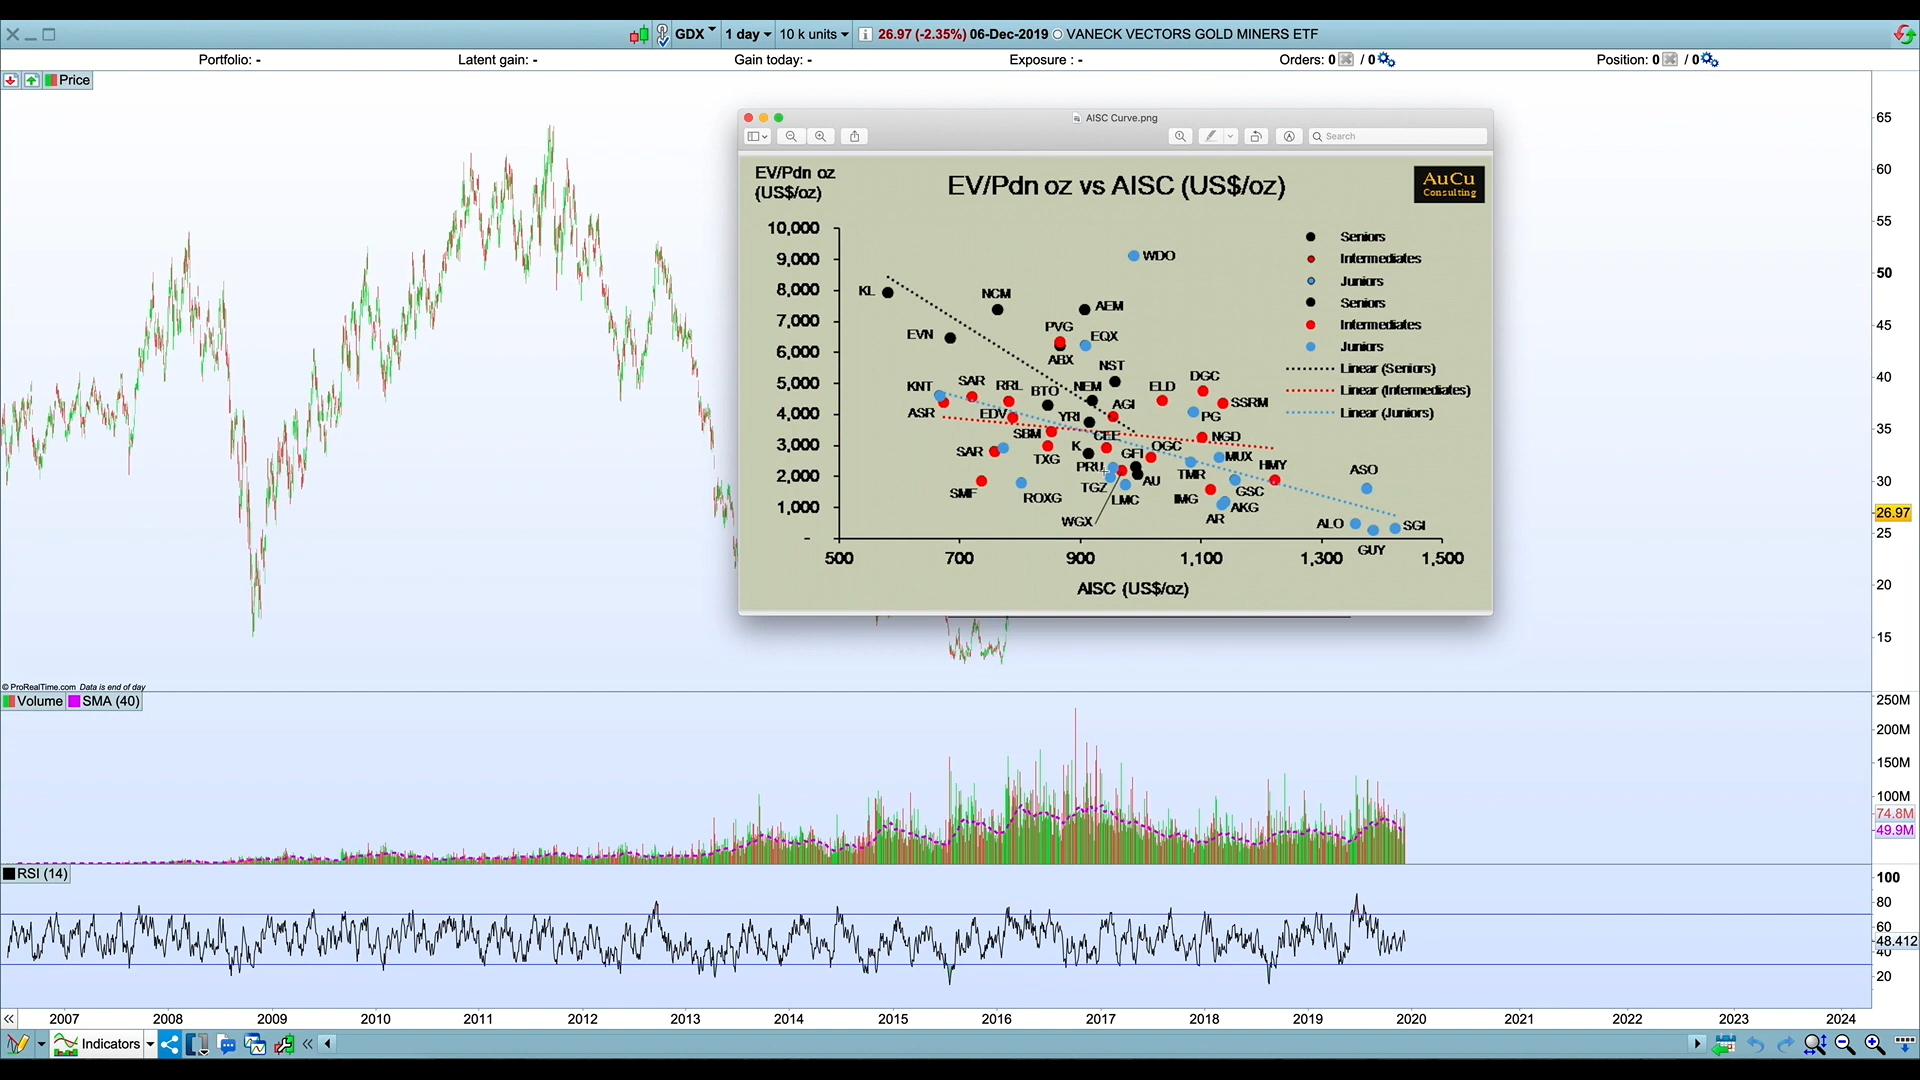 GDX 1 day 10 k units 26.97 (-2.35%) 06-Dec-2019 VANECK VECTORS GOLD MINERS ETF
Portfolio: - Latent gain: - Gain today: - Exposure : - Orders: 0 / 0 Position: 0 / 0
Price
AISC Curve.png
Search
EV/Pdn oz
(US$/oz)
EV/Pdn oz vs AISC (US$/oz)
AuCu
Consulting
10,000
9,000
8,000
7,000
6,000
5,000
4,000
3,000
2,000
1,000
-
500 700 900 1,100 1,300 1,500
AISC (US$/oz)
Seniors
Intermediates
Juniors
Seniors
Intermediates
Juniors
Linear (Seniors)
Linear (Intermediates)
Linear (Juniors)
WDO
KL
NCM
AEM
EVN
PVG
EQX
ABX
NST
KNT
SAR
RRL
BTO
NEM
ELD
DGC
SSRM
ASR
EDV
YRI
AGI
PG
SBM
CEE
NGD
SAR
TXG
K
OGC
GFI
MUX
PRU
TMR
HMY
ASO
SMF
ROXG
TGZ
LMC
AU
IMG
GSC
AKG
WGX
AR
ALO
SGI
GUY
65
60
55
50
45
40
35
30
26.97
25
20
15
© ProRealTime.com Data is end of day
Volume SMA (40)
250M
200M
150M
100M
74.8M
49.9M
RSI (14)
100
80
60
48.412
40
20
2007 2008 2009 2010 2011 2012 2013 2014 2015 2016 2017 2018 2019 2020 2021 2022 2023 2024
Indicators